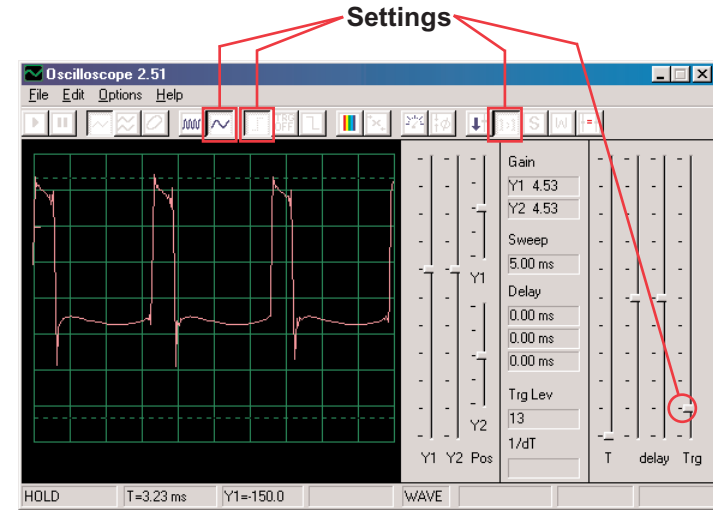 Settings
Oscilloscope 2.51
File Edit Options Help
Gain
Y1 4.53
Y2 4.53
Sweep
5.00 ms
Y1
Delay
0.00 ms
0.00 ms
0.00 ms
Trg Lev
13
Y2
1/dT
Y1 Y2 Pos
T delay Trg
HOLD T=3.23 ms Y1=-150.0 WAVE